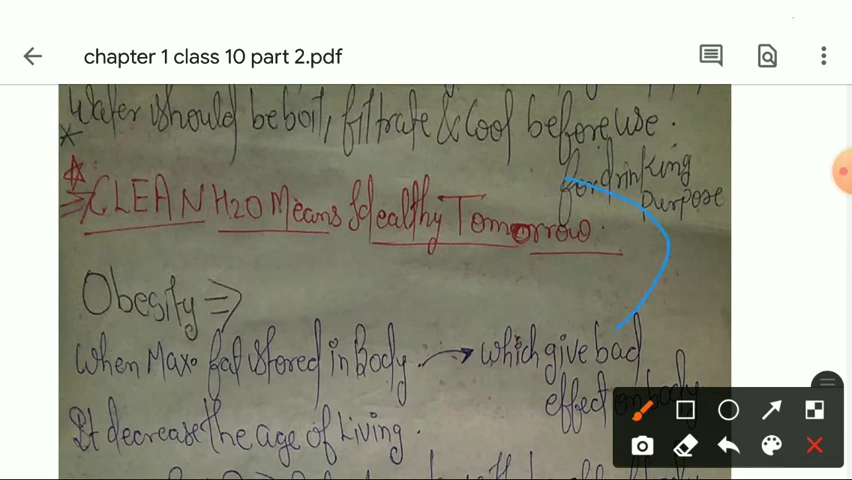 chapter 1 class 10 part 2.pdf
Water should be boil, filtrate & Cool before use.
for drinking purpose
CLEAN H2O Means Healthy Tomorrow.
Obesity ⇒
When Max. fat stored in Body. → which give bad
effect on body.
It decrease the age of Living.